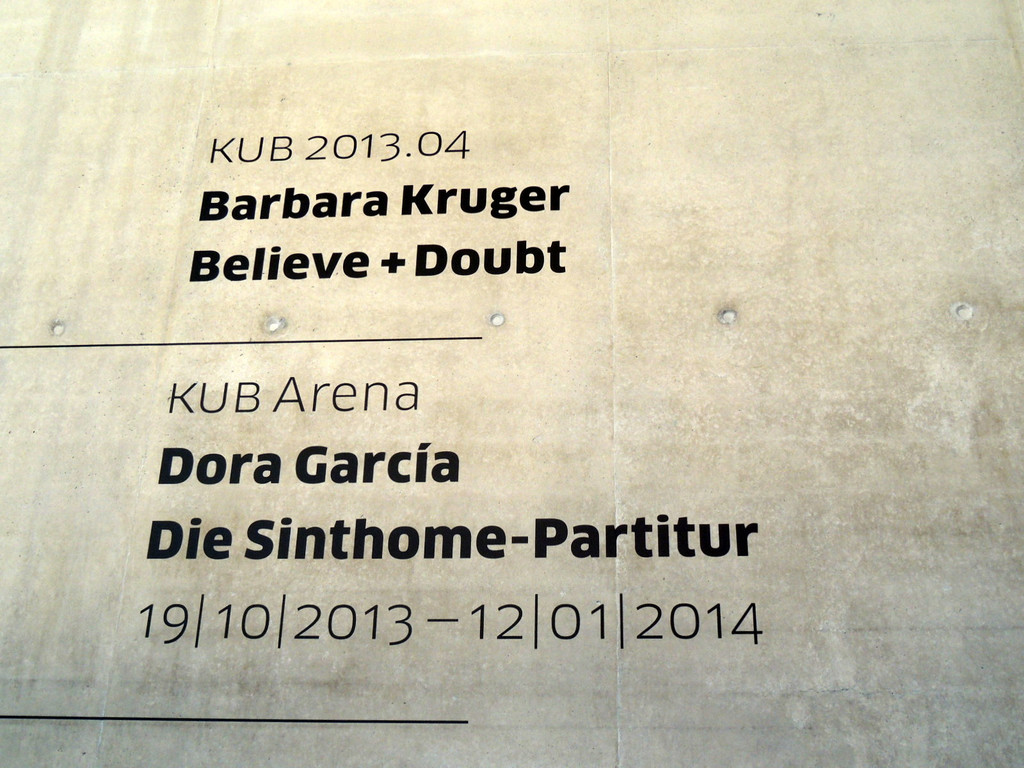 KUB 2013.04
Barbara Kruger
Believe + Doubt
KUB Arena
Dora García
Die Sinthome-Partitur
19|10|2013 – 12|01|2014